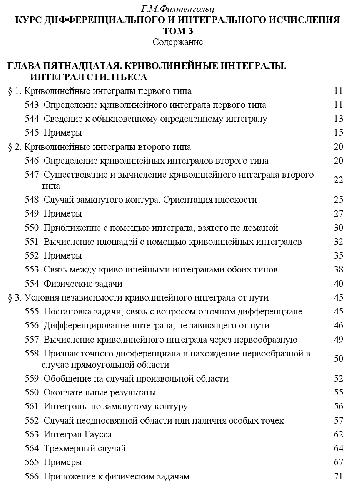 Г.М.Фихтенгольц
КУРС ДИФФЕРЕНЦИАЛЬНОГО И ИНТЕГРАЛЬНОГО ИСЧИСЛЕНИЯ
ТОМ 3
Содержание
ГЛАВА ПЯТНАДЦАТАЯ. КРИВОЛИНЕЙНЫЕ ИНТЕГРАЛЫ.
ИНТЕГРАЛ СТИЛТЬЕСА
§ 1. Криволинейные интегралы первого типа 11
543. Определение криволинейного интеграла первого типа 11
544. Сведение к обыкновенному определенному интегралу 13
545. Примеры 15
§ 2. Криволинейные интегралы второго типа 20
546. Определение криволинейных интегралов второго типа 20
547. Существование и вычисление криволинейного интеграла второго
типа 22
548. Случай замкнутого контура. Ориентация плоскости 25
549. Примеры 27
550. Приближение с помощью интеграла, взятого по ломаной 30
551. Вычисление площадей с помощью криволинейных интегралов 32
552. Примеры 35
553. Связь между криволинейными интегралами обоих типов 38
554. Физические задачи 40
§ 3. Условия независимости криволинейного интеграла от пути 45
555. Постановка задачи, связь с вопросом о точном дифференциале 45
556. Дифференцирование интеграла, не зависящего от пути 46
557. Вычисление криволинейного интеграла через первообразную 49
558. Признак точного дифференциала и нахождение первообразной в
случае прямоугольной области 50
559. Обобщение на случай произвольной области 52
560. Окончательные результаты 55
561. Интегралы по замкнутому контуру 56
562. Случай неодносвязной области или наличия особых точек 57
563. Интеграл Гаусса 62
564. Трехмерный случай 64
565. Примеры 67
566. Приложение к физическим задачам 71